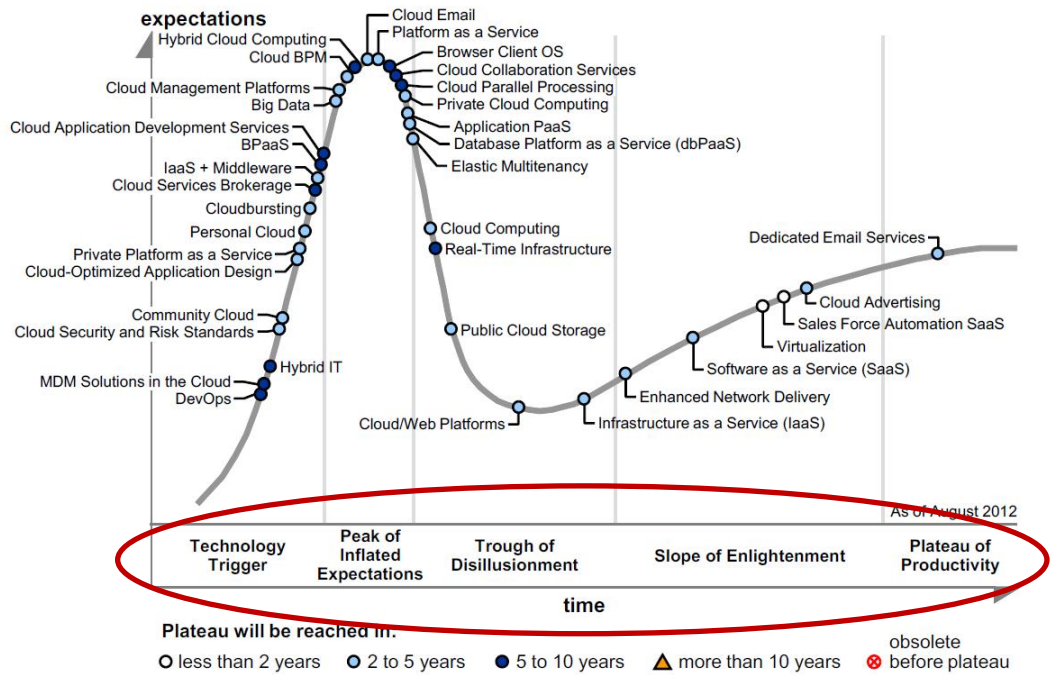 expectations
Cloud Email
Platform as a Service
Hybrid Cloud Computing
Cloud BPM
Browser Client OS
Cloud Collaboration Services
Cloud Management Platforms
Cloud Parallel Processing
Big Data
Private Cloud Computing
Cloud Application Development Services
Application PaaS
BPaaS
Database Platform as a Service (dbPaaS)
IaaS + Middleware
Elastic Multitenancy
Cloud Services Brokerage
Cloudbursting
Personal Cloud
Cloud Computing
Private Platform as a Service
Real-Time Infrastructure
Dedicated Email Services
Cloud-Optimized Application Design
Community Cloud
Cloud Advertising
Cloud Security and Risk Standards
Public Cloud Storage
Sales Force Automation SaaS
Virtualization
Hybrid IT
Software as a Service (SaaS)
MDM Solutions in the Cloud
DevOps
Enhanced Network Delivery
Cloud/Web Platforms
Infrastructure as a Service (IaaS)
As of August 2012
Technology
Trigger
Peak of
Inflated
Expectations
Trough of
Disillusionment
Slope of Enlightenment
Plateau of
Productivity
time
Plateau will be reached in:
less than 2 years
2 to 5 years
5 to 10 years
more than 10 years
obsolete
before plateau